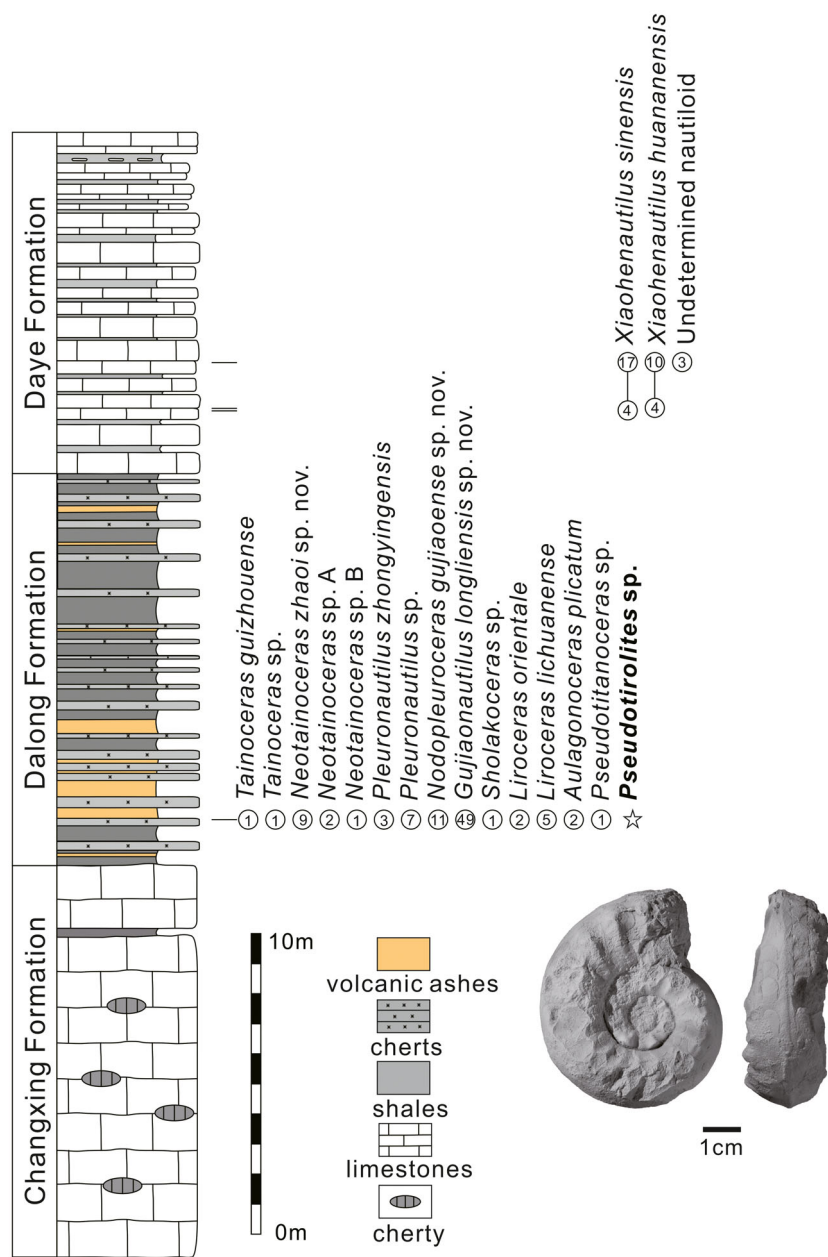 Daye Formation
Dalong Formation
Changxing Formation
Xiaohenautilus sinensis
Xiaohenautilus huananensis
Undetermined nautiloid
17
10
3
4
4
Tainoceras guizhouense
Tainoceras sp.
Neotainoceras zhaoi sp. nov.
Neotainoceras sp. A
Neotainoceras sp. B
Pleuronautilus zhongyingensis
Pleuronautilus sp.
Nodopleuroceras gujiaoense sp. nov.
Gujiaonautilus longliensis sp. nov.
Sholakoceras sp.
Liroceras orientale
Liroceras lichuanense
Aulagonoceras plicatum
Pseudotitanoceras sp.
Pseudotirolites sp.
1
1
9
2
1
3
7
11
49
1
2
5
2
1
10m
0m
volcanic ashes
cherts
shales
limestones
cherty
1cm